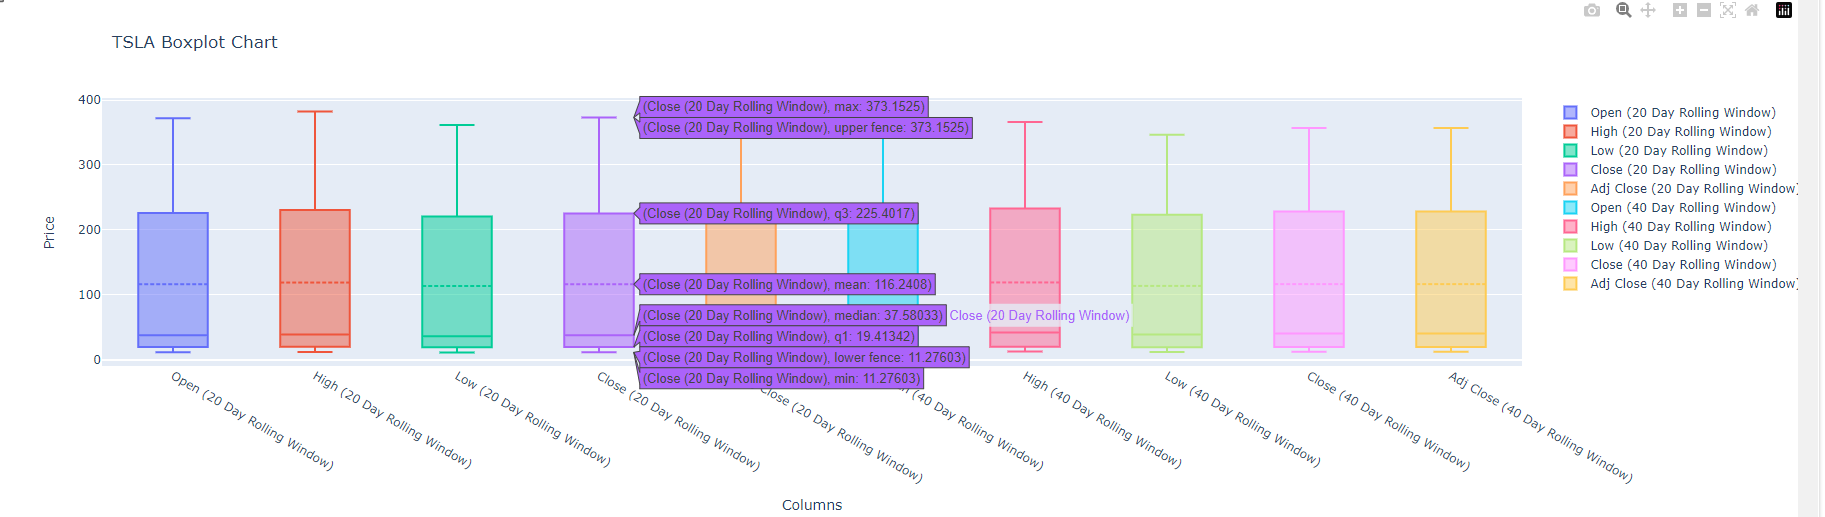 TSLA Boxplot Chart
400
300
200
100
0
Price
(Close (20 Day Rolling Window), max: 373.1525)
(Close (20 Day Rolling Window), upper fence: 373.1525)
(Close (20 Day Rolling Window), q3: 225.4017)
(Close (20 Day Rolling Window), mean: 116.2408)
(Close (20 Day Rolling Window), median: 37.58033) Close (20 Day Rolling Window)
(Close (20 Day Rolling Window), q1: 19.41342)
(Close (20 Day Rolling Window), lower fence: 11.27603)
(Close (20 Day Rolling Window), min: 11.27603)
Open (20 Day Rolling Window)
High (20 Day Rolling Window)
Low (20 Day Rolling Window)
Close (20 Day Rolling Window)
Close (20 Day Rolling Window)
(40 Day Rolling Window)
High (40 Day Rolling Window)
Low (40 Day Rolling Window)
Close (40 Day Rolling Window)
Adj Close (40 Day Rolling Window)
Columns
Open (20 Day Rolling Window)
High (20 Day Rolling Window)
Low (20 Day Rolling Window)
Close (20 Day Rolling Window)
Adj Close (20 Day Rolling Window)
Open (40 Day Rolling Window)
High (40 Day Rolling Window)
Low (40 Day Rolling Window)
Close (40 Day Rolling Window)
Adj Close (40 Day Rolling Window)